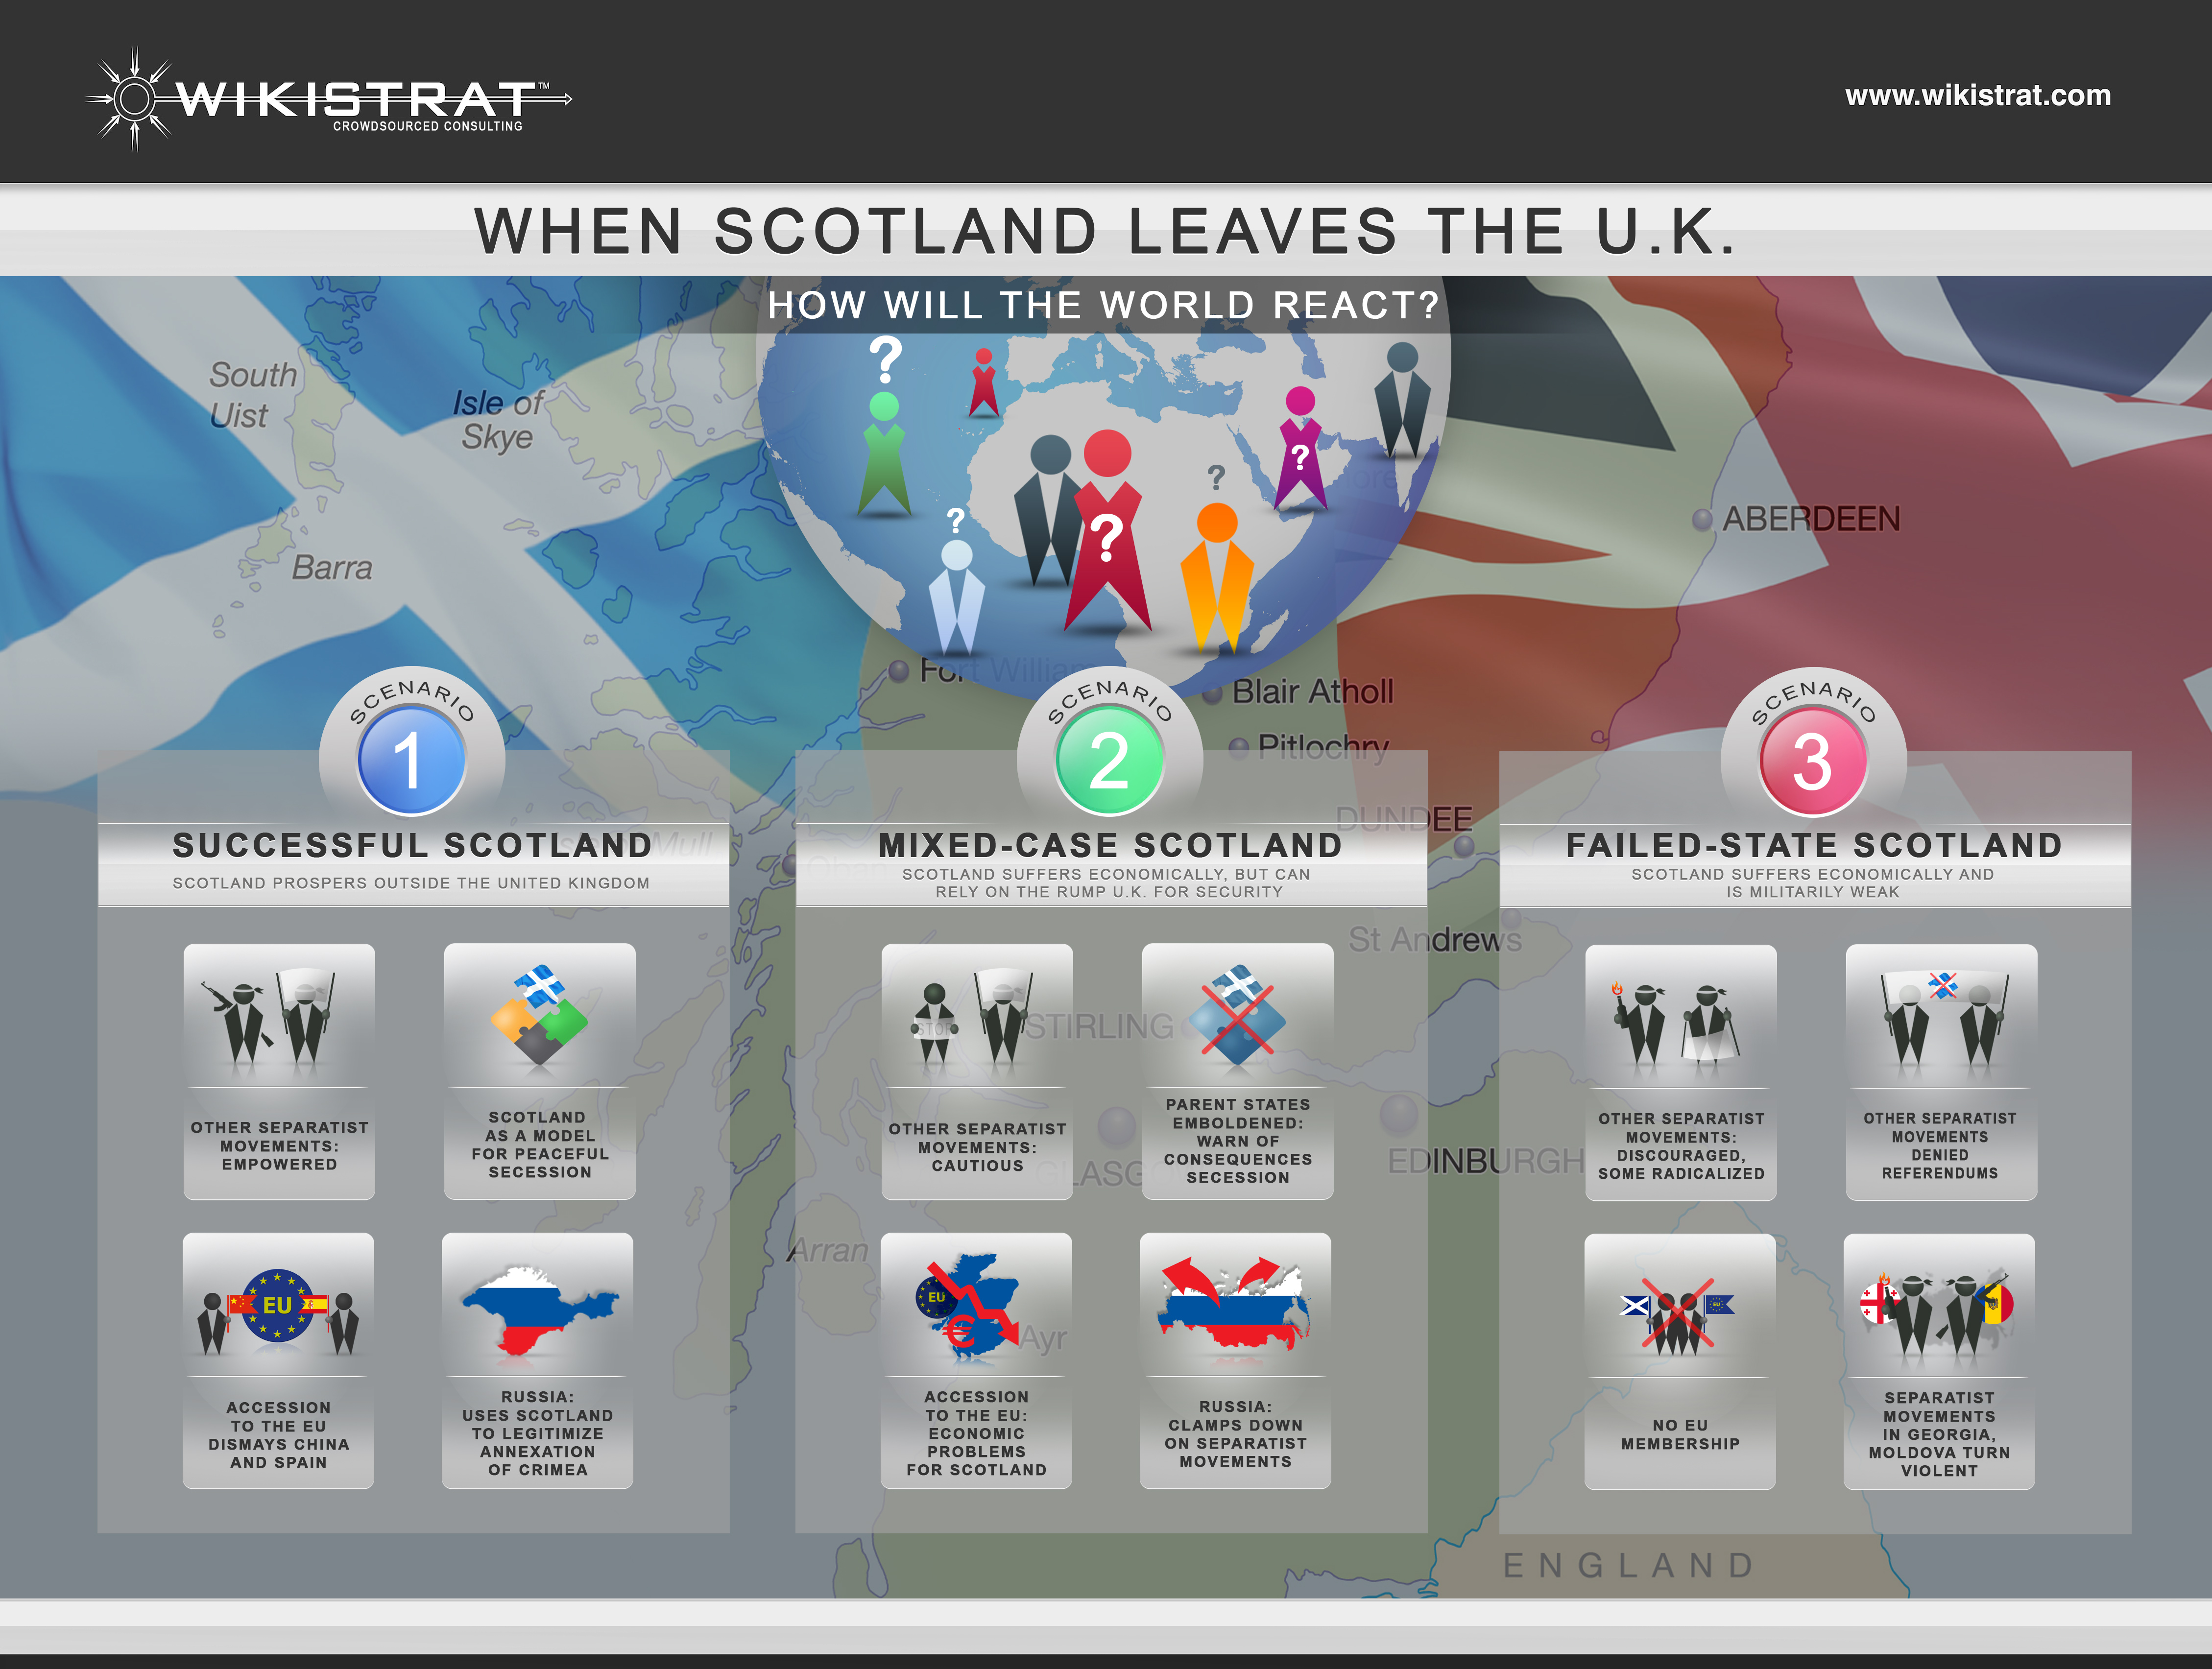 WIKISTRAT™
CROWDSOURCED CONSULTING
www.wikistrat.com
WHEN SCOTLAND LEAVES THE U.K.
HOW WILL THE WORLD REACT?
?
?
?
?
?
South
Uist
Isle of
Skye
Barra
ABERDEEN
Fort William
Blair Atholl
Pitlochry
DUNDEE
St Andrews
STIRLING
EDINBURGH
Arran
Ayr
ENGLAND
SCENARIO
1
SUCCESSFUL SCOTLAND
SCOTLAND PROSPERS OUTSIDE THE UNITED KINGDOM
OTHER SEPARATIST
MOVEMENTS:
EMPOWERED
SCOTLAND
AS A MODEL
FOR PEACEFUL
SECESSION
EU
ACCESSION
TO THE EU
DISMAYS CHINA
AND SPAIN
RUSSIA:
USES SCOTLAND
TO LEGITIMIZE
ANNEXATION
OF CRIMEA
SCENARIO
2
MIXED-CASE SCOTLAND
SCOTLAND SUFFERS ECONOMICALLY, BUT CAN
RELY ON THE RUMP U.K. FOR SECURITY
STOP
OTHER SEPARATIST
MOVEMENTS:
CAUTIOUS
PARENT STATES
EMBOLDENED:
WARN OF
CONSEQUENCES
SECESSION
EU
€
ACCESSION
TO THE EU:
ECONOMIC
PROBLEMS
FOR SCOTLAND
RUSSIA:
CLAMPS DOWN
ON SEPARATIST
MOVEMENTS
SCENARIO
3
FAILED-STATE SCOTLAND
SCOTLAND SUFFERS ECONOMICALLY AND
IS MILITARILY WEAK
OTHER SEPARATIST
MOVEMENTS:
DISCOURAGED,
SOME RADICALIZED
OTHER SEPARATIST
MOVEMENTS
DENIED
REFERENDUMS
EU
NO EU
MEMBERSHIP
SEPARATIST
MOVEMENTS
IN GEORGIA,
MOLDOVA TURN
VIOLENT